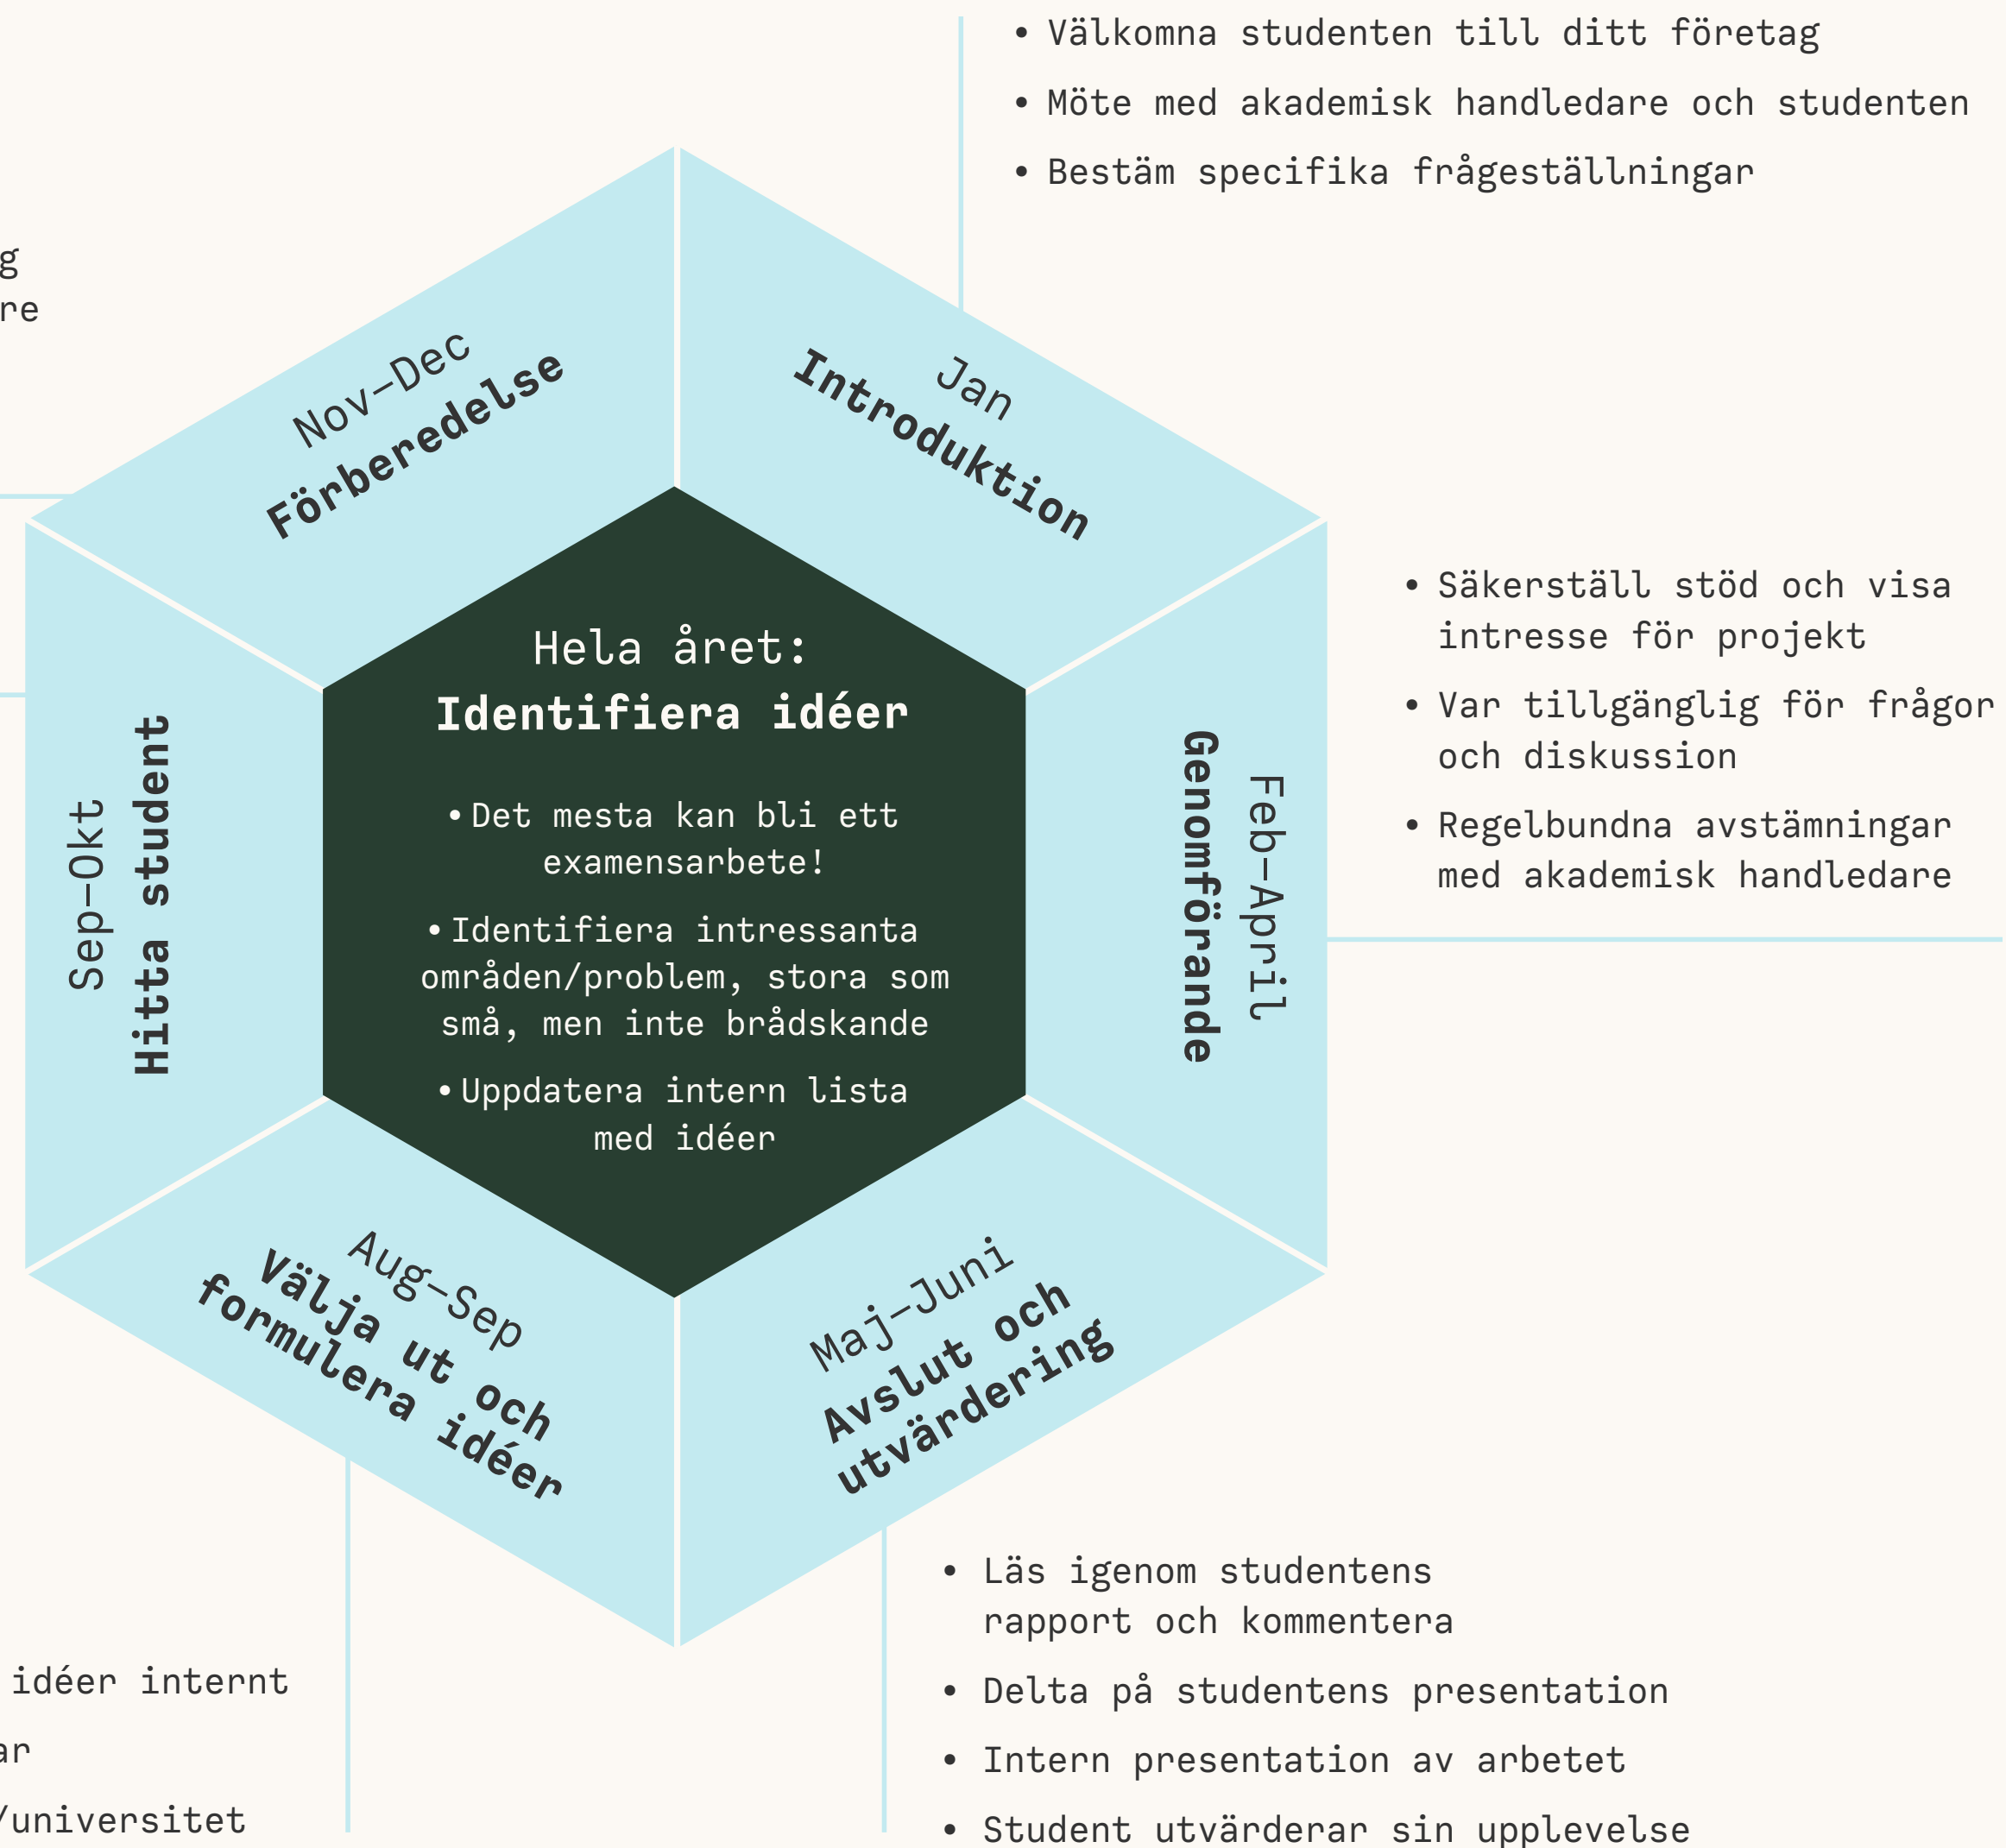 • Välkomna studenten till ditt företag
• Möte med akademisk handledare och studenten
• Bestäm specifika frågeställningar
g
re
Nov–Dec
Förberedelse
Jan
Introduktion
• Säkerställ stöd och visa
intresse för projekt
• Var tillgänglig för frågor
och diskussion
• Regelbundna avstämningar
med akademisk handledare
Hela året:
Identifiera idéer
• Det mesta kan bli ett
examensarbete!
• Identifiera intressanta
områden/problem, stora som
små, men inte brådskande
• Uppdatera intern lista
med idéer
Sep–Okt
Hitta student
Feb–April
Genomförande
Aug–Sep
Välja ut och
formulera idéer
Maj–Juni
Avslut och
utvärdering
• Läs igenom studentens
rapport och kommentera
• Delta på studentens presentation
• Intern presentation av arbetet
• Student utvärderar sin upplevelse
idéer internt
ar
/universitet